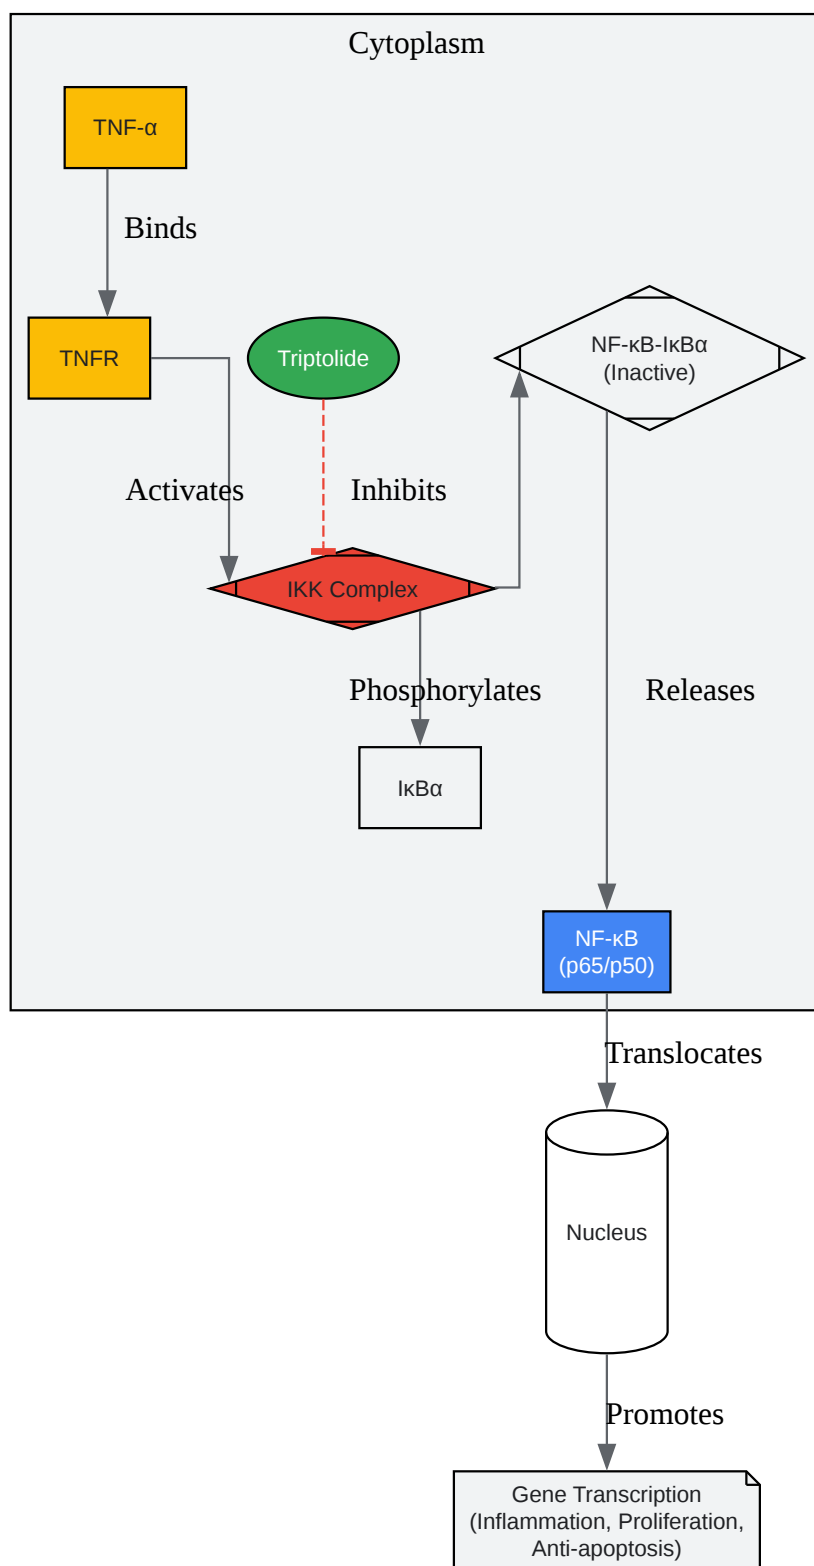 Cytoplasm
TNF-α
Binds
TNFR
Triptolide
NF-κB-IκBα
(Inactive)
Activates
Inhibits
IKK Complex
Phosphorylates
Releases
IκBα
NF-κB
(p65/p50)
Translocates
Nucleus
Promotes
Gene Transcription
(Inflammation, Proliferation,
Anti-apoptosis)